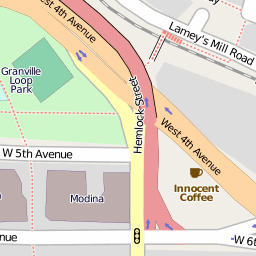 West 4th Avenue
Lamey's Mill Road
Granville
Loop
Park
Hemlock Street
West 4th Avenue
W 5th Avenue
Modina
Innocent
Coffee
nue
W 6t